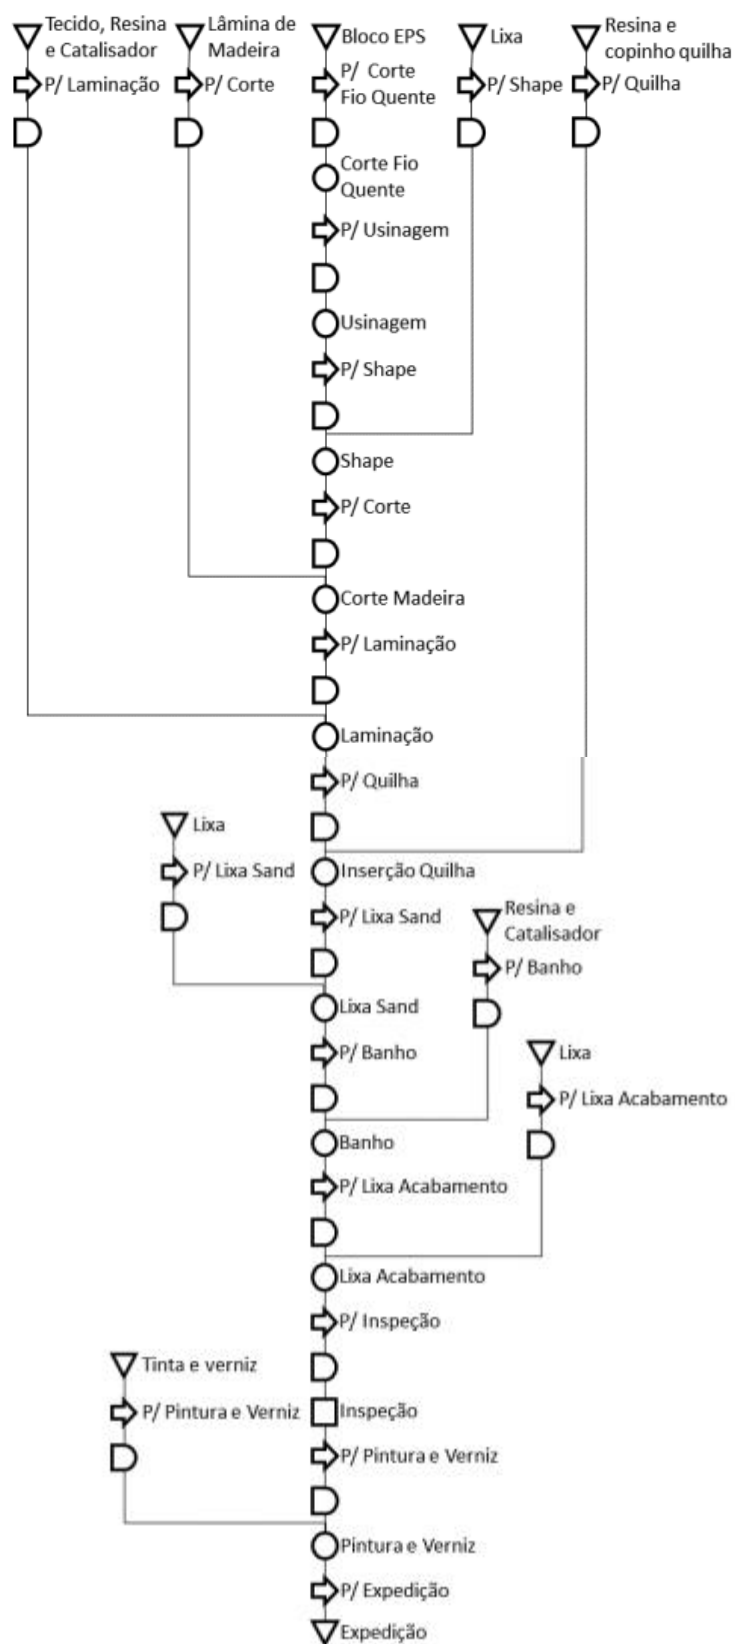 Tecido, Resina
e Catalisador
Lâmina de
Madeira
Bloco EPS
Lixa
Resina e
copinho quilha
P/ Laminação
P/ Corte
P/ Corte
Fio Quente
P/ Shape
P/ Quilha
Corte Fio
Quente
P/ Usinagem
Usinagem
P/ Shape
Shape
P/ Corte
Corte Madeira
P/ Laminação
Laminação
P/ Quilha
Lixa
P/ Lixa Sand
Inserção Quilha
P/ Lixa Sand
Resina e
Catalisador
P/ Banho
Lixa Sand
P/ Banho
Lixa
P/ Lixa Acabamento
Banho
P/ Lixa Acabamento
Lixa Acabamento
P/ Inspeção
Tinta e verniz
P/ Pintura e Verniz
Inspeção
P/ Pintura e Verniz
Pintura e Verniz
P/ Expedição
Expedição